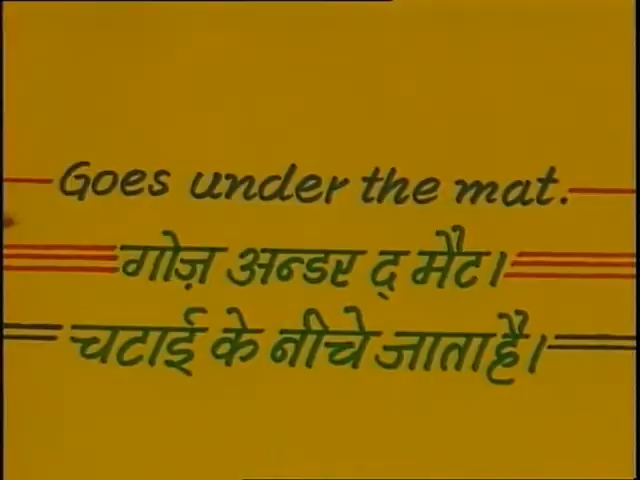 Goes under the mat.
गोज़ अन्डर द् मैट।
चटाई के नीचे जाता है।